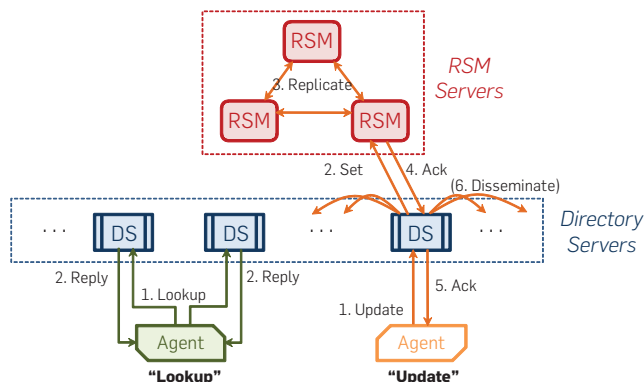 RSM
3. Replicate
RSM
RSM
RSM
Servers
2. Set
4. Ack
(6. Disseminate)
. . .
DS
DS
. . .
DS
. . .
Directory
Servers
2. Reply
1. Lookup
2. Reply
1. Update
5. Ack
Agent
Agent
"Lookup"
"Update"